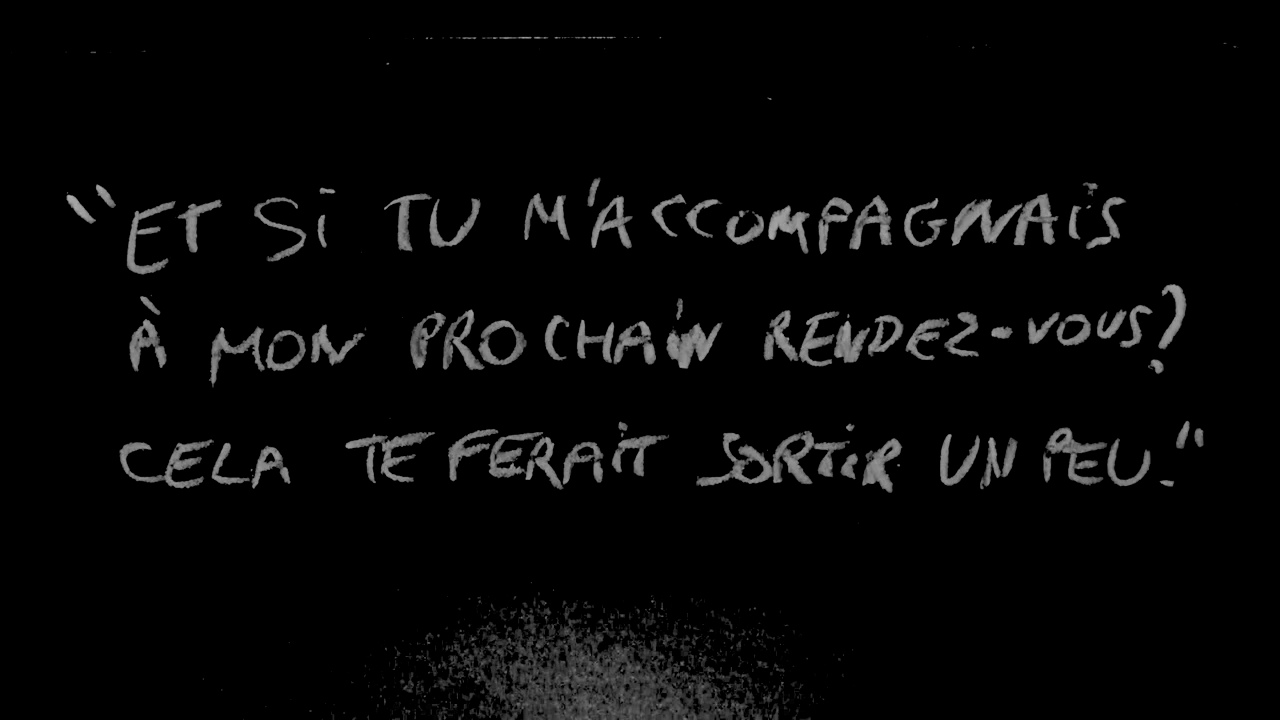 "ET Si TU M'ACCOMPAGNAiS
À MON PROCHAiN RENDEZ-VOUS?
CELA TE FERAiT SORTiR UN PEU."